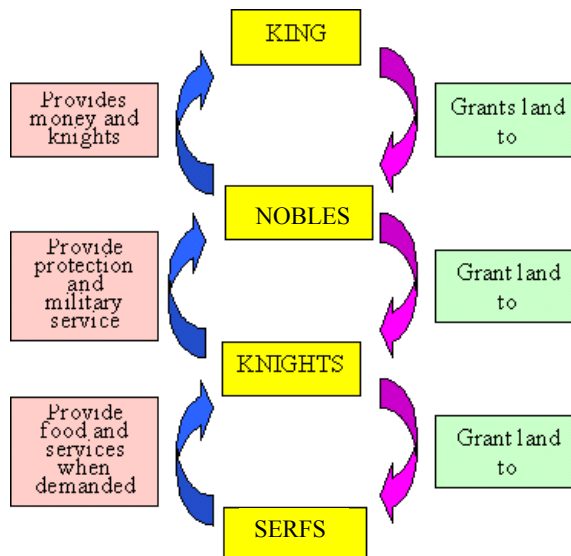 KING
Provides
money and
knights
Grants land
to
NOBLES
Provide
protection
and
military
service
Grant land
to
KNIGHTS
Provide
food and
services
when
demanded
Grant land
to
SERFS